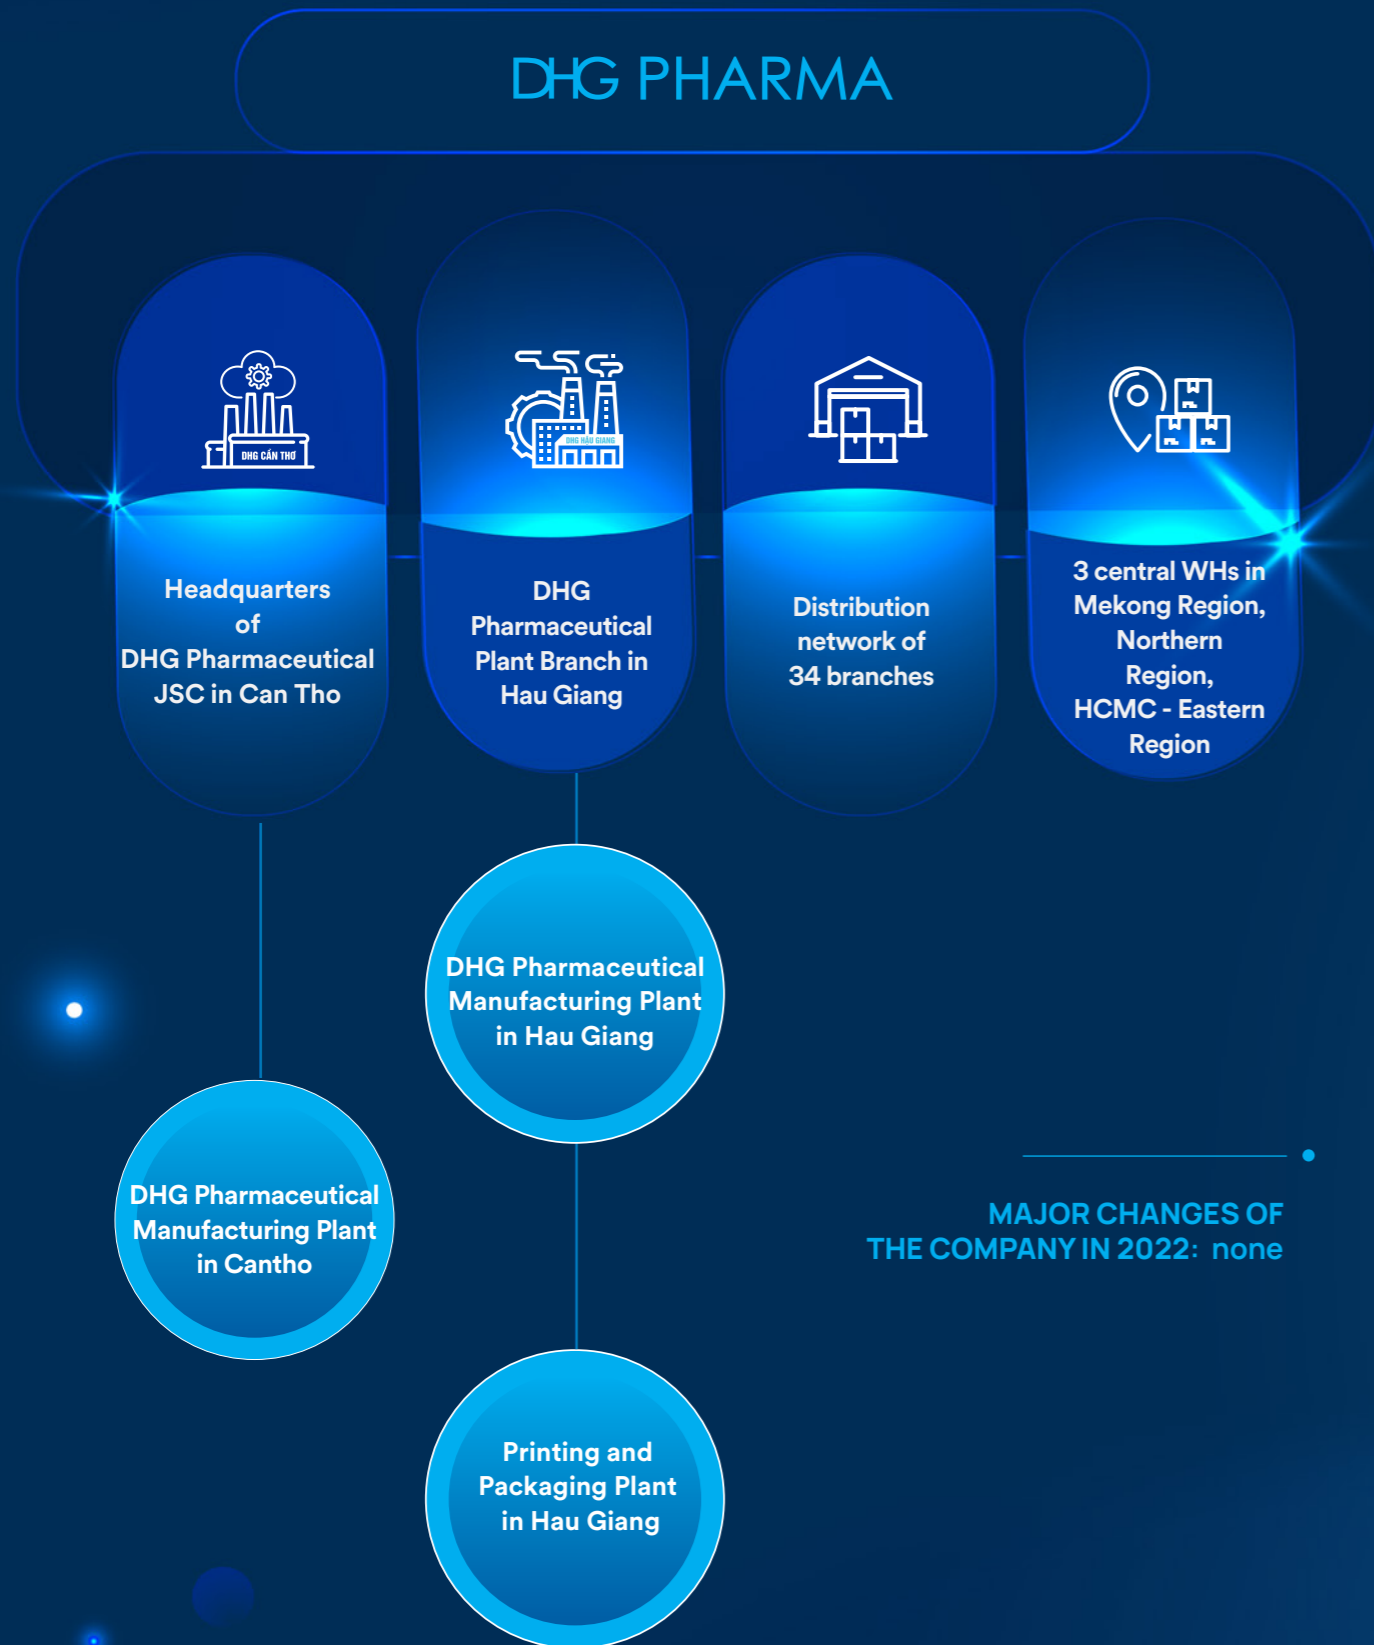 DHG PHARMA
DHG CẦN THƠ
Headquarters
of
DHG Pharmaceutical
JSC in Can Tho
DHG HẬU GIANG
DHG
Pharmaceutical
Plant Branch in
Hau Giang
Distribution
network of
34 branches
3 central WHs in
Mekong Region,
Northern
Region,
HCMC - Eastern
Region
DHG Pharmaceutical
Manufacturing Plant
in Hau Giang
DHG Pharmaceutical
Manufacturing Plant
in Cantho
MAJOR CHANGES OF
THE COMPANY IN 2022: none
Printing and
Packaging Plant
in Hau Giang